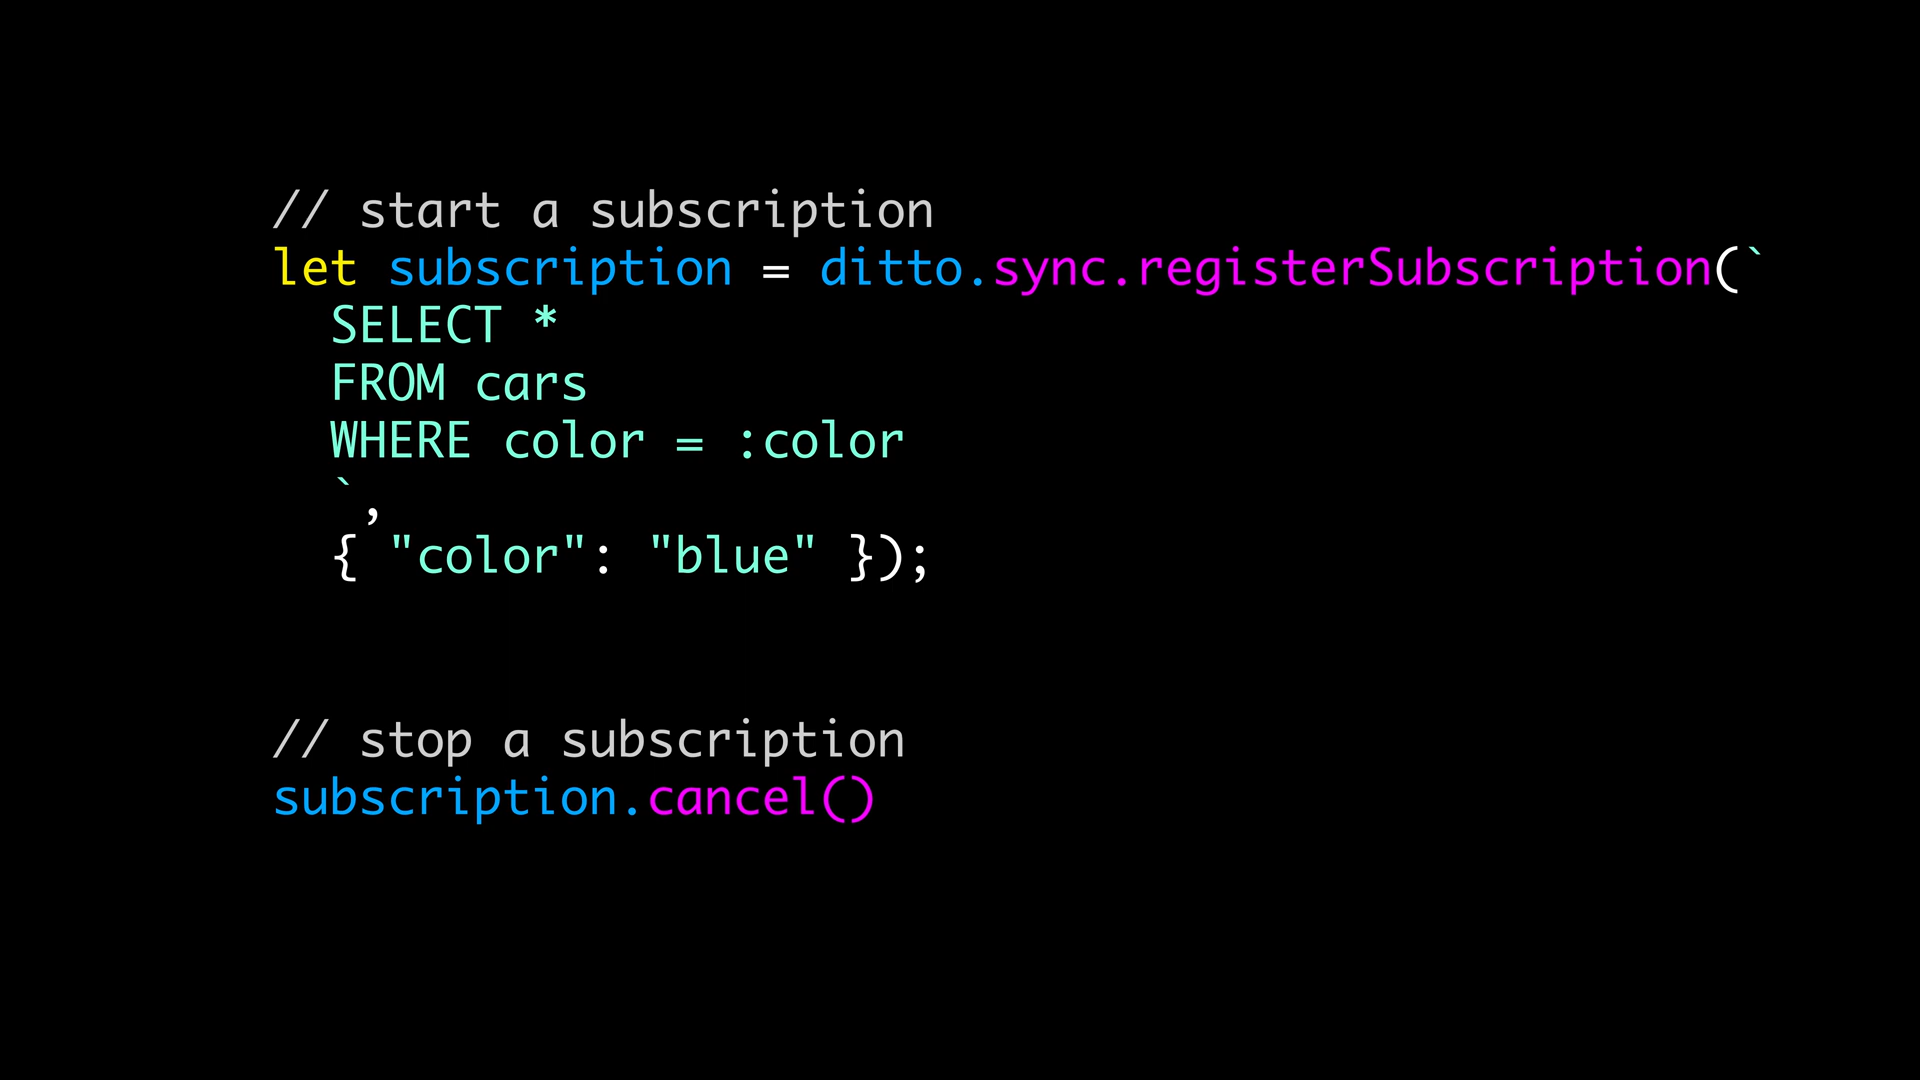 // start a subscription
let subscription = ditto.sync.registerSubscription(`
  SELECT *
  FROM cars
  WHERE color = :color
  `,
  { "color": "blue" });
// stop a subscription
subscription.cancel()